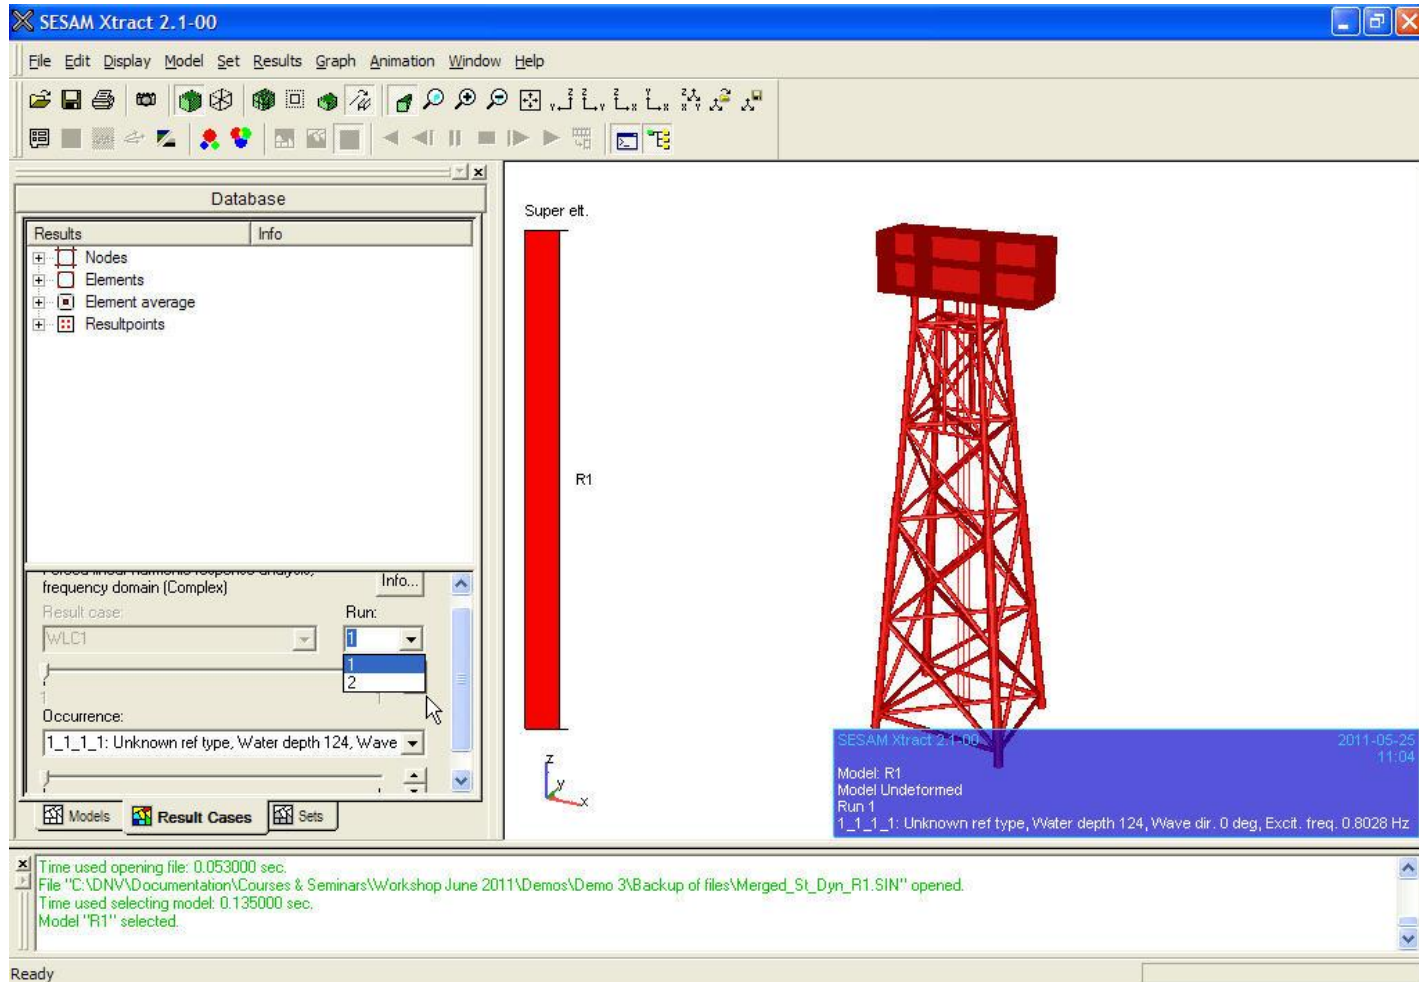 SESAM Xtract 2.1-00
File Edit Display Model Set Results Graph Animation Window Help
Database
Results Info
Nodes
Elements
Element average
Resultpoints
frequency domain (Complex) Info...
Result case: Run:
WLC1 1
1
2
1 1
Occurrence:
1_1_1_1: Unknown ref type, Water depth 124, Wave
Models Result Cases Sets
Super elt.
R1
z
y
x
SESAM Xtract 2.1-00 2011-05-25
11:04
Model: R1
Model Undeformed
Run 1
1_1_1_1: Unknown ref type, Water depth 124, Wave dir. 0 deg, Excit. freq. 0.8028 Hz
Time used opening file: 0.053000 sec.
File "C:\DNV\Documentation\Courses & Seminars\Workshop June 2011\Demos\Demo 3\Backup of files\Merged_St_Dyn_R1.SIN" opened.
Time used selecting model: 0.135000 sec.
Model "R1" selected.
Ready